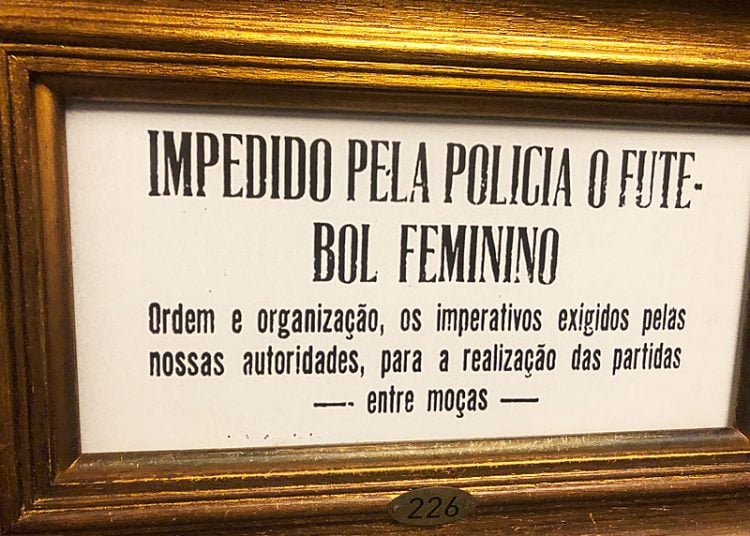 IMPEDIDO PELA POLICIA O FUTE-
BOL FEMININO
Ordem e organização, os imperativos exigidos pelas
nossas autoridades, para a realização das partidas
—- entre moças —
226